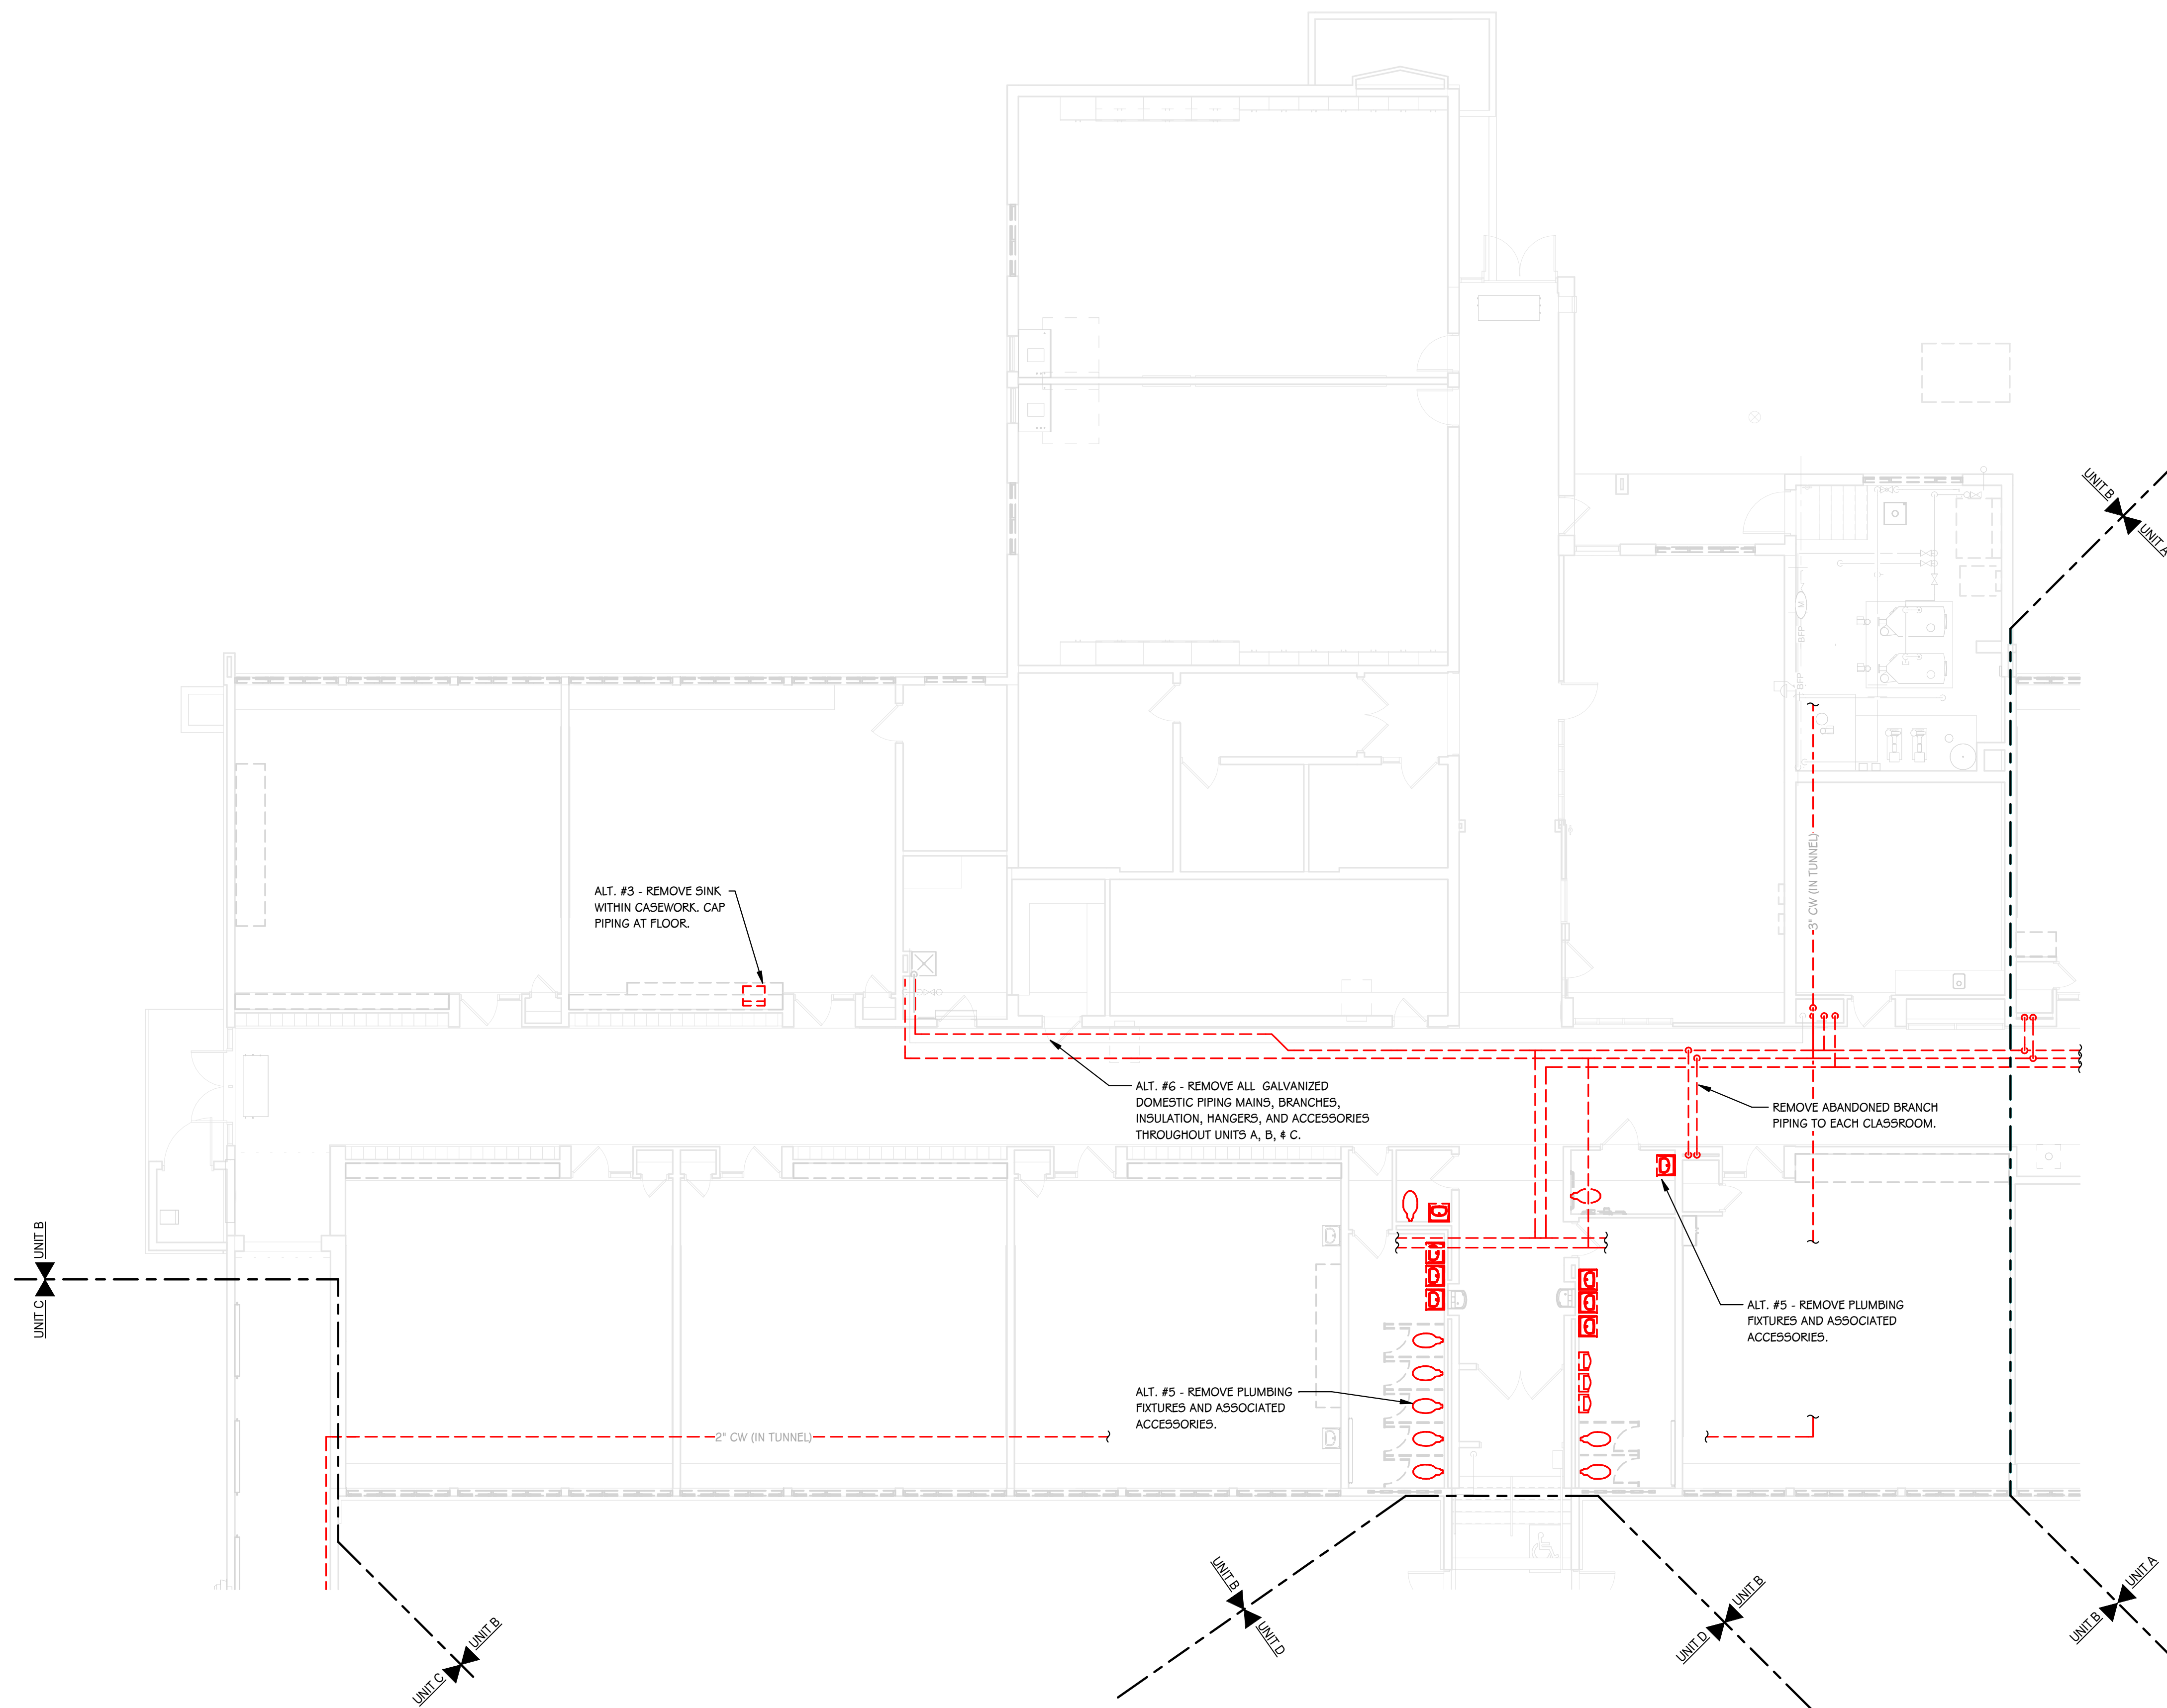 UNIT B
UNIT A
M
BFP
BFP
3" CW (IN TUNNEL)
ALT. #3 - REMOVE SINK
WITHIN CASEWORK. CAP
PIPING AT FLOOR.
ALT. #6 - REMOVE ALL GALVANIZED
DOMESTIC PIPING MAINS, BRANCHES,
INSULATION, HANGERS, AND ACCESSORIES
THROUGHOUT UNITS A, B, & C.
REMOVE ABANDONED BRANCH
PIPING TO EACH CLASSROOM.
UNIT B
UNIT C
ALT. #5 - REMOVE PLUMBING
FIXTURES AND ASSOCIATED
ACCESSORIES.
ALT. #5 - REMOVE PLUMBING
FIXTURES AND ASSOCIATED
ACCESSORIES.
2" CW (IN TUNNEL)
UNIT B
UNIT C
UNIT B
UNIT D
UNIT B
UNIT D
UNIT A
UNIT B